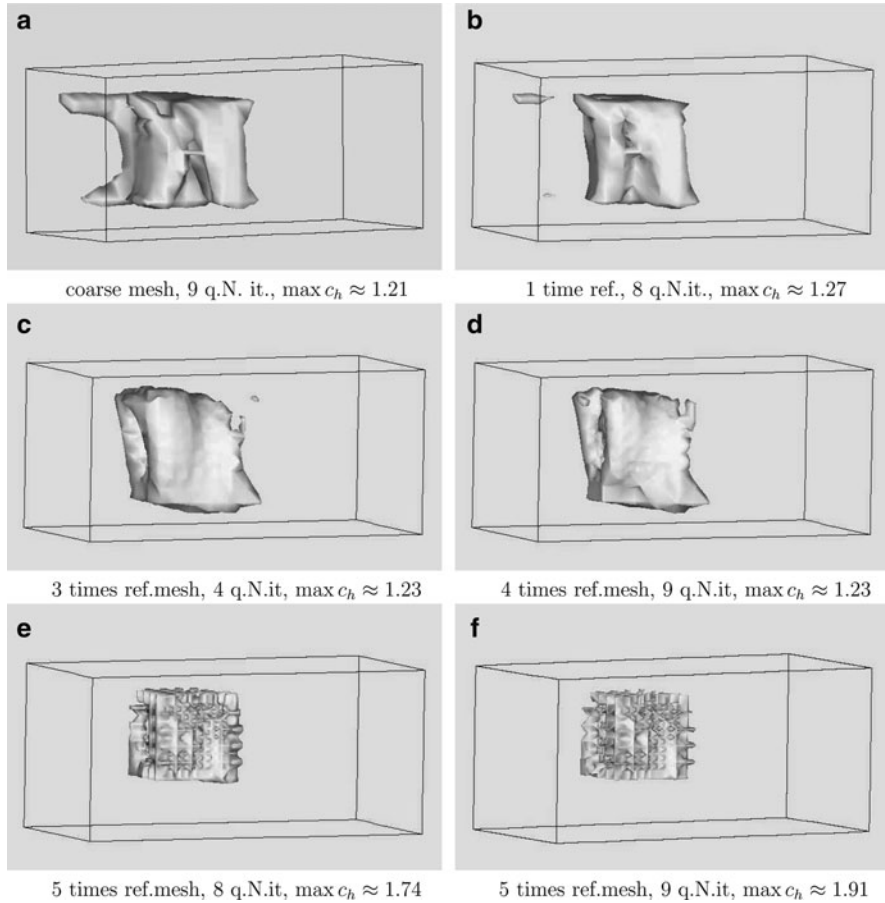 a
b
coarse mesh, 9 q.N. it., max c_h ≈ 1.21
1 time ref., 8 q.N.it., max c_h ≈ 1.27
c
d
3 times ref.mesh, 4 q.N.it, max c_h ≈ 1.23
4 times ref.mesh, 9 q.N.it, max c_h ≈ 1.23
e
f
5 times ref.mesh, 8 q.N.it, max c_h ≈ 1.74
5 times ref.mesh, 9 q.N.it, max c_h ≈ 1.91